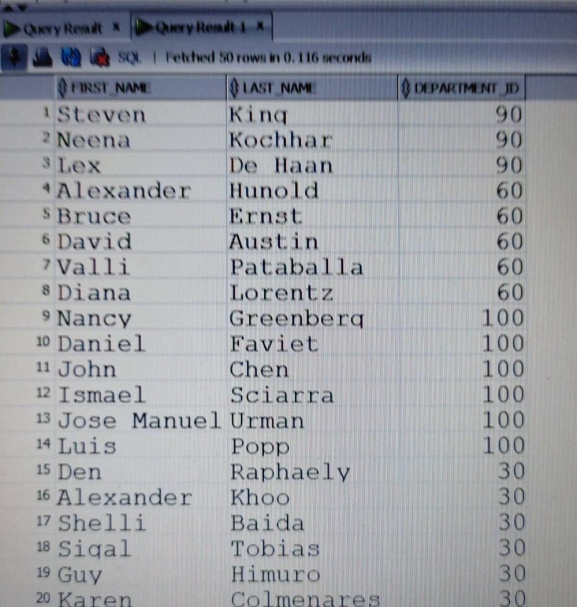 Query Result × Query Result 1 ×
SQL | Fetched 50 rows in 0.116 seconds
FIRST_NAME LAST_NAME DEPARTMENT_ID
1 Steven King 90
2 Neena Kochhar 90
3 Lex De Haan 90
4 Alexander Hunold 60
5 Bruce Ernst 60
6 David Austin 60
7 Valli Pataballa 60
8 Diana Lorentz 60
9 Nancy Greenberg 100
10 Daniel Faviet 100
11 John Chen 100
12 Ismael Sciarra 100
13 Jose Manuel Urman 100
14 Luis Popp 100
15 Den Raphaely 30
16 Alexander Khoo 30
17 Shelli Baida 30
18 Sigal Tobias 30
19 Guy Himuro 30
20 Karen Colmenares 30